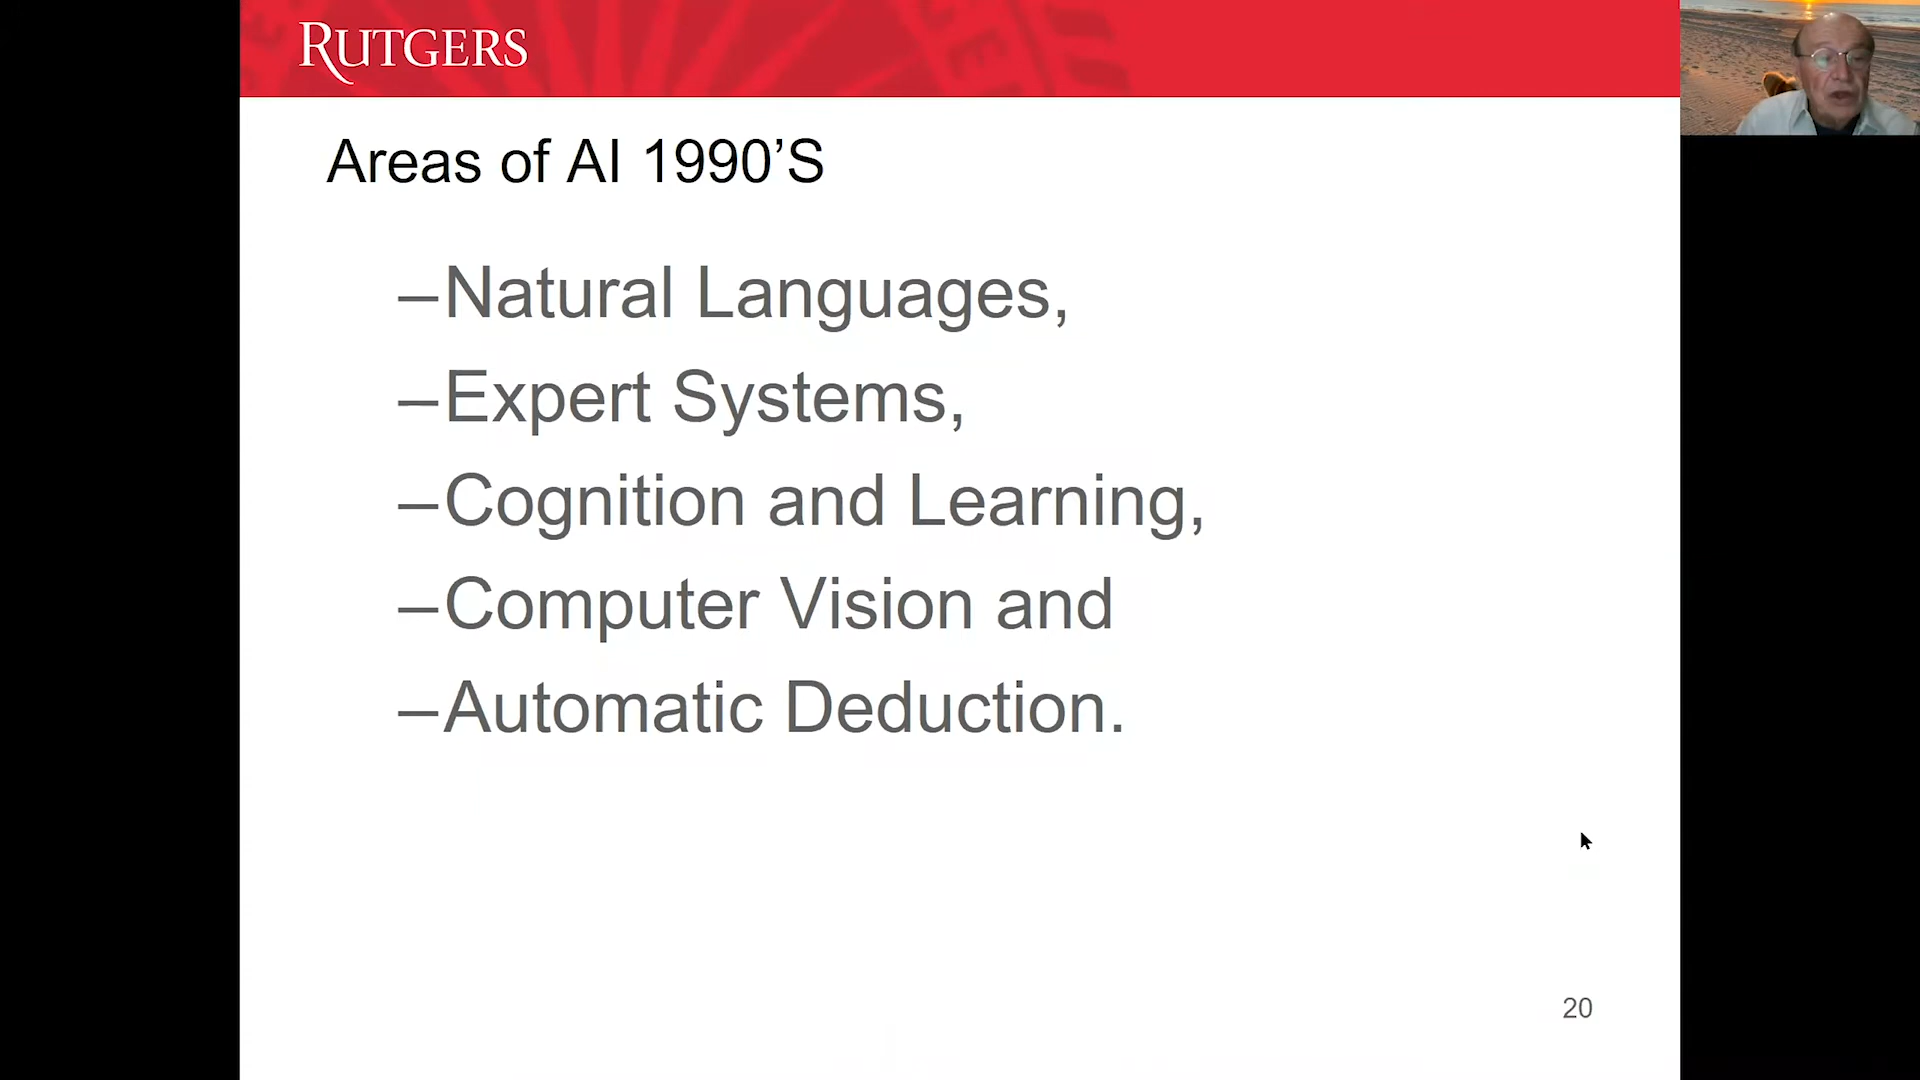 RUTGERS
Areas of AI 1990’S
–Natural Languages,
–Expert Systems,
–Cognition and Learning,
–Computer Vision and
–Automatic Deduction.
20